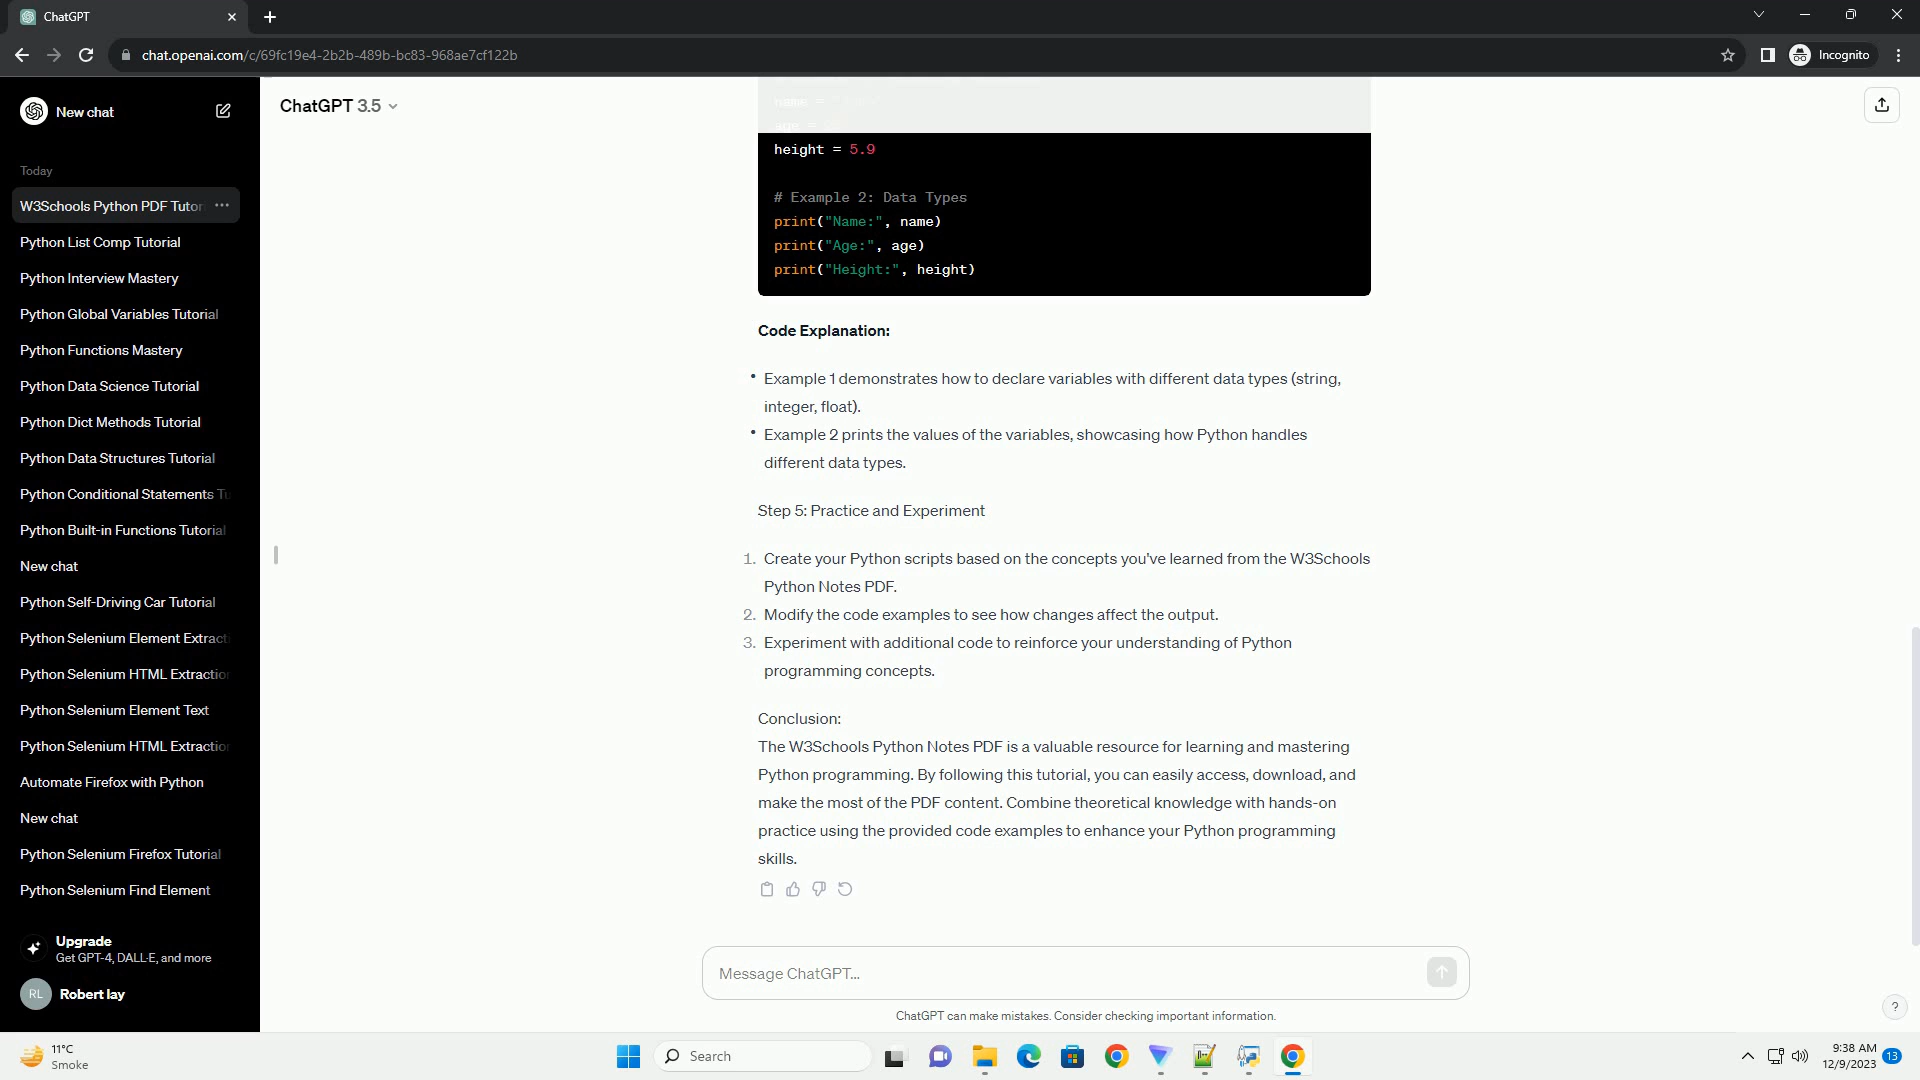 ChatGPT
chat.openai.com/c/69fc19e4-2b2b-489b-bc83-968ae7cf122b
Incognito
New chat
Today
W3Schools Python PDF Tutor
Python List Comp Tutorial
Python Interview Mastery
Python Global Variables Tutorial
Python Functions Mastery
Python Data Science Tutorial
Python Dict Methods Tutorial
Python Data Structures Tutorial
Python Conditional Statements Tu
Python Built-in Functions Tutorial
New chat
Python Self-Driving Car Tutorial
Python Selenium Element Extract
Python Selenium HTML Extraction
Python Selenium Element Text
Python Selenium HTML Extraction
Automate Firefox with Python
New chat
Python Selenium Firefox Tutorial
Python Selenium Find Element
Upgrade
Get GPT-4, DALL·E, and more
RL
Robert lay
ChatGPT 3.5
name =
age =
height = 5.9
# Example 2: Data Types
print("Name:", name)
print("Age:", age)
print("Height:", height)
Code Explanation:
• Example 1 demonstrates how to declare variables with different data types (string,
integer, float).
• Example 2 prints the values of the variables, showcasing how Python handles
different data types.
Step 5: Practice and Experiment
1. Create your Python scripts based on the concepts you've learned from the W3Schools
Python Notes PDF.
2. Modify the code examples to see how changes affect the output.
3. Experiment with additional code to reinforce your understanding of Python
programming concepts.
Conclusion:
The W3Schools Python Notes PDF is a valuable resource for learning and mastering
Python programming. By following this tutorial, you can easily access, download, and
make the most of the PDF content. Combine theoretical knowledge with hands-on
practice using the provided code examples to enhance your Python programming
skills.
Message ChatGPT...
ChatGPT can make mistakes. Consider checking important information.
?
11°C
Smoke
Search
9:38 AM
12/9/2023
13